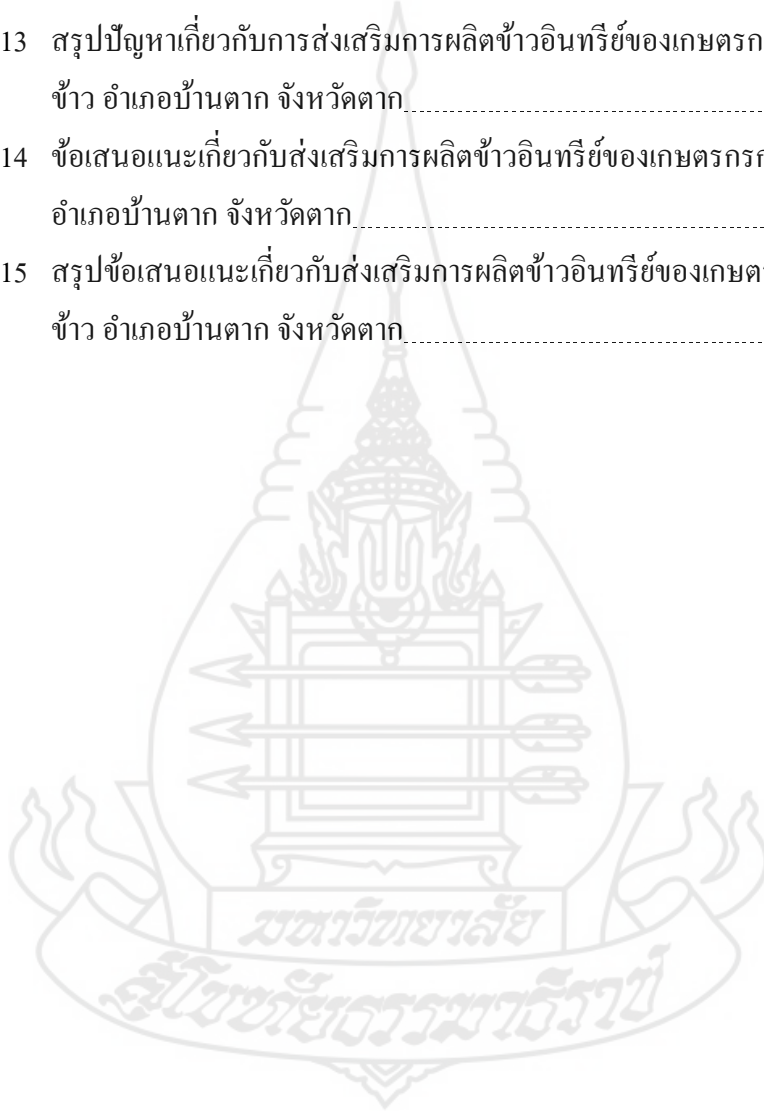 13 สรุปปัญหาเกี่ยวกับการส่งเสริมการผลิตข้าวอินทรีย์ของเกษตรก
ข้าว อำเภอบ้านตาก จังหวัดตาก
14 ข้อเสนอแนะเกี่ยวกับส่งเสริมการผลิตข้าวอินทรีย์ของเกษตรกรก
อำเภอบ้านตาก จังหวัดตาก
15 สรุปข้อเสนอแนะเกี่ยวกับส่งเสริมการผลิตข้าวอินทรีย์ของเกษต
ข้าว อำเภอบ้านตาก จังหวัดตาก
มหาวิทยาลัย
สุโขทัยธรรมาธิราช